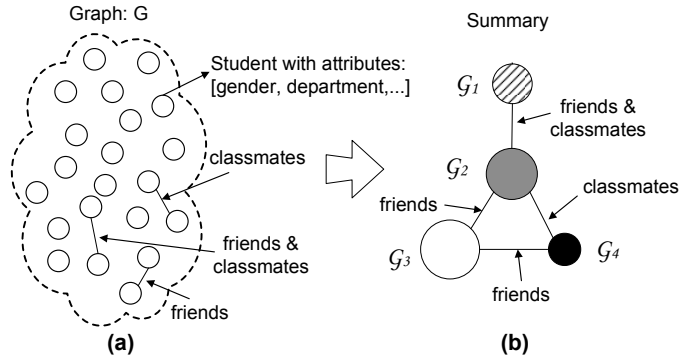 Graph: G
Student with attributes:
[gender, department,...]
classmates
friends &
classmates
friends
(a)
Summary
G1
friends &
classmates
G2
classmates
friends
G3
G4
friends
(b)